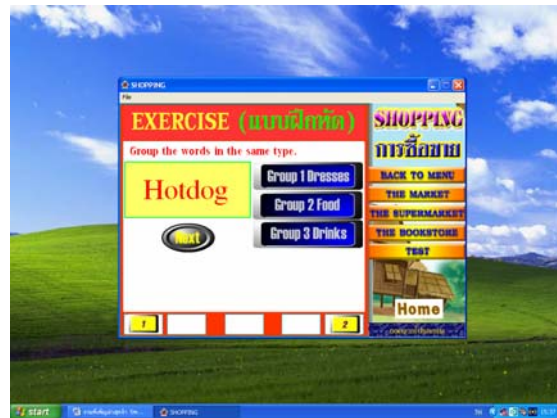 SHOPPING
File
EXERCISE (แบบฝึกหัด)
Group the words in the same type.
Hotdog
Next
Group 1 Dresses
Group 2 Food
Group 3 Drinks
1
2
SHOPPING
การซื้อขาย
BACK TO MENU
THE MARKET
THE SUPERMARKET
THE BOOKSTORE
TEST
Home
start
SHOPPING